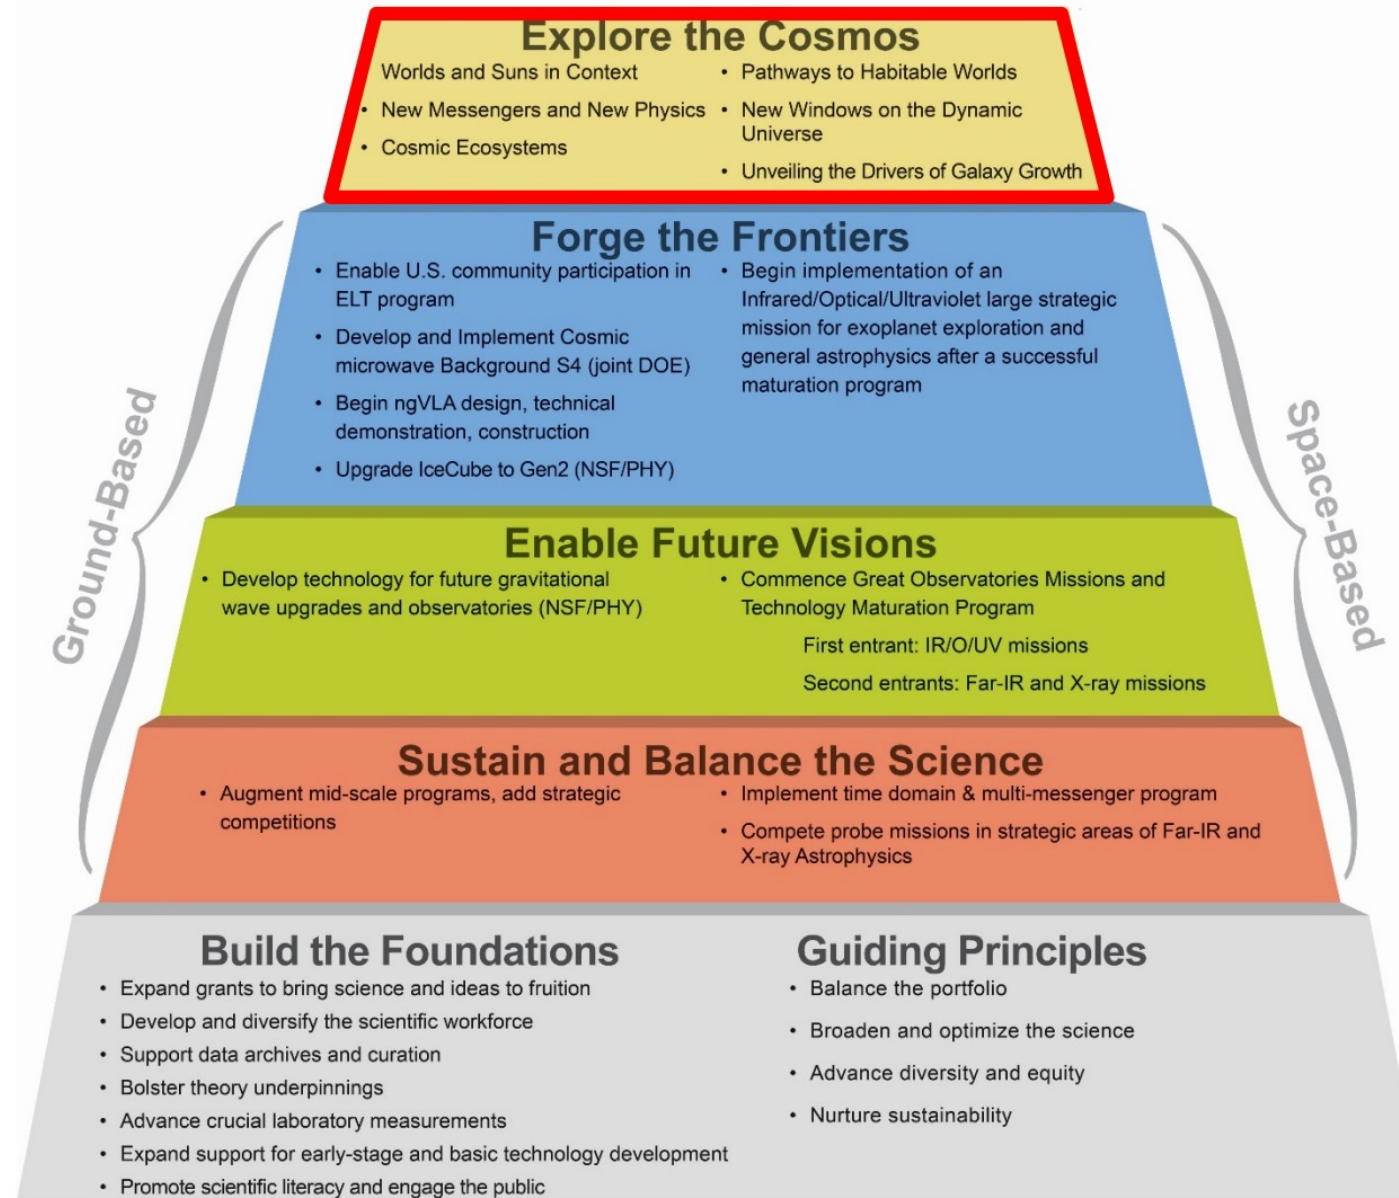 Explore the Cosmos
Worlds and Suns in Context
• New Messengers and New Physics
• Cosmic Ecosystems
• Pathways to Habitable Worlds
• New Windows on the Dynamic
Universe
• Unveiling the Drivers of Galaxy Growth
Ground-Based
Space-Based
Forge the Frontiers
• Enable U.S. community participation in
ELT program
• Develop and Implement Cosmic
microwave Background S4 (joint DOE)
• Begin ngVLA design, technical
demonstration, construction
• Upgrade IceCube to Gen2 (NSF/PHY)
• Begin implementation of an
Infrared/Optical/Ultraviolet large strategic
mission for exoplanet exploration and
general astrophysics after a successful
maturation program
Enable Future Visions
• Develop technology for future gravitational
wave upgrades and observatories (NSF/PHY)
• Commence Great Observatories Missions and
Technology Maturation Program
First entrant: IR/O/UV missions
Second entrants: Far-IR and X-ray missions
Sustain and Balance the Science
• Augment mid-scale programs, add strategic
competitions
• Implement time domain & multi-messenger program
• Compete probe missions in strategic areas of Far-IR and
X-ray Astrophysics
Build the Foundations
• Expand grants to bring science and ideas to fruition
• Develop and diversify the scientific workforce
• Support data archives and curation
• Bolster theory underpinnings
• Advance crucial laboratory measurements
• Expand support for early-stage and basic technology development
• Promote scientific literacy and engage the public
Guiding Principles
• Balance the portfolio
• Broaden and optimize the science
• Advance diversity and equity
• Nurture sustainability